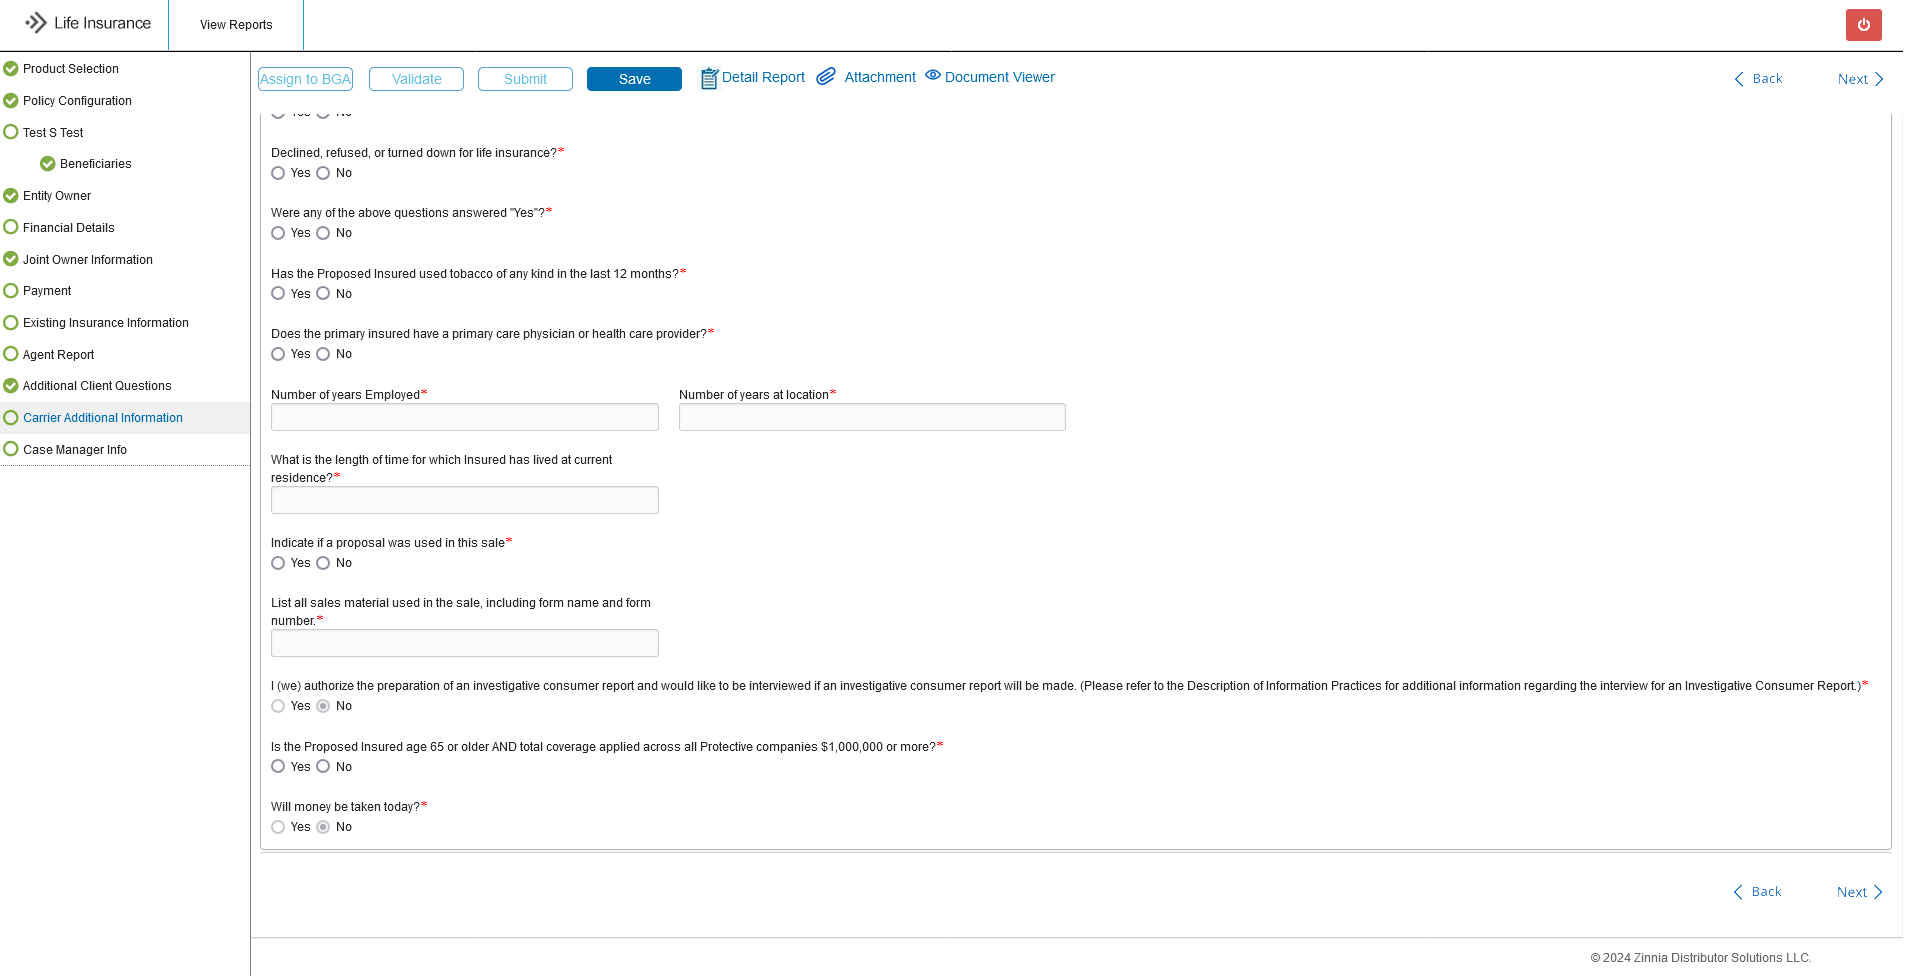 Life Insurance
View Reports
Product Selection
Policy Configuration
Test S Test
Beneficiaries
Entity Owner
Financial Details
Joint Owner Information
Payment
Existing Insurance Information
Agent Report
Additional Client Questions
Carrier Additional Information
Case Manager Info
Assign to BGA
Validate
Submit
Save
Detail Report
Attachment
Document Viewer
Back
Next
Yes No
Declined, refused, or turned down for life insurance?*
Yes No
Were any of the above questions answered "Yes"?*
Yes No
Has the Proposed Insured used tobacco of any kind in the last 12 months?*
Yes No
Does the primary insured have a primary care physician or health care provider?*
Yes No
Number of years Employed*
Number of years at location*
What is the length of time for which Insured has lived at current
residence?*
Indicate if a proposal was used in this sale*
Yes No
List all sales material used in the sale, including form name and form
number.*
I (we) authorize the preparation of an investigative consumer report and would like to be interviewed if an investigative consumer report will be made. (Please refer to the Description of Information Practices for additional information regarding the interview for an Investigative Consumer Report.)*
Yes No
Is the Proposed Insured age 65 or older AND total coverage applied across all Protective companies $1,000,000 or more?*
Yes No
Will money be taken today?*
Yes No
Back
Next
© 2024 Zinnia Distributor Solutions LLC.